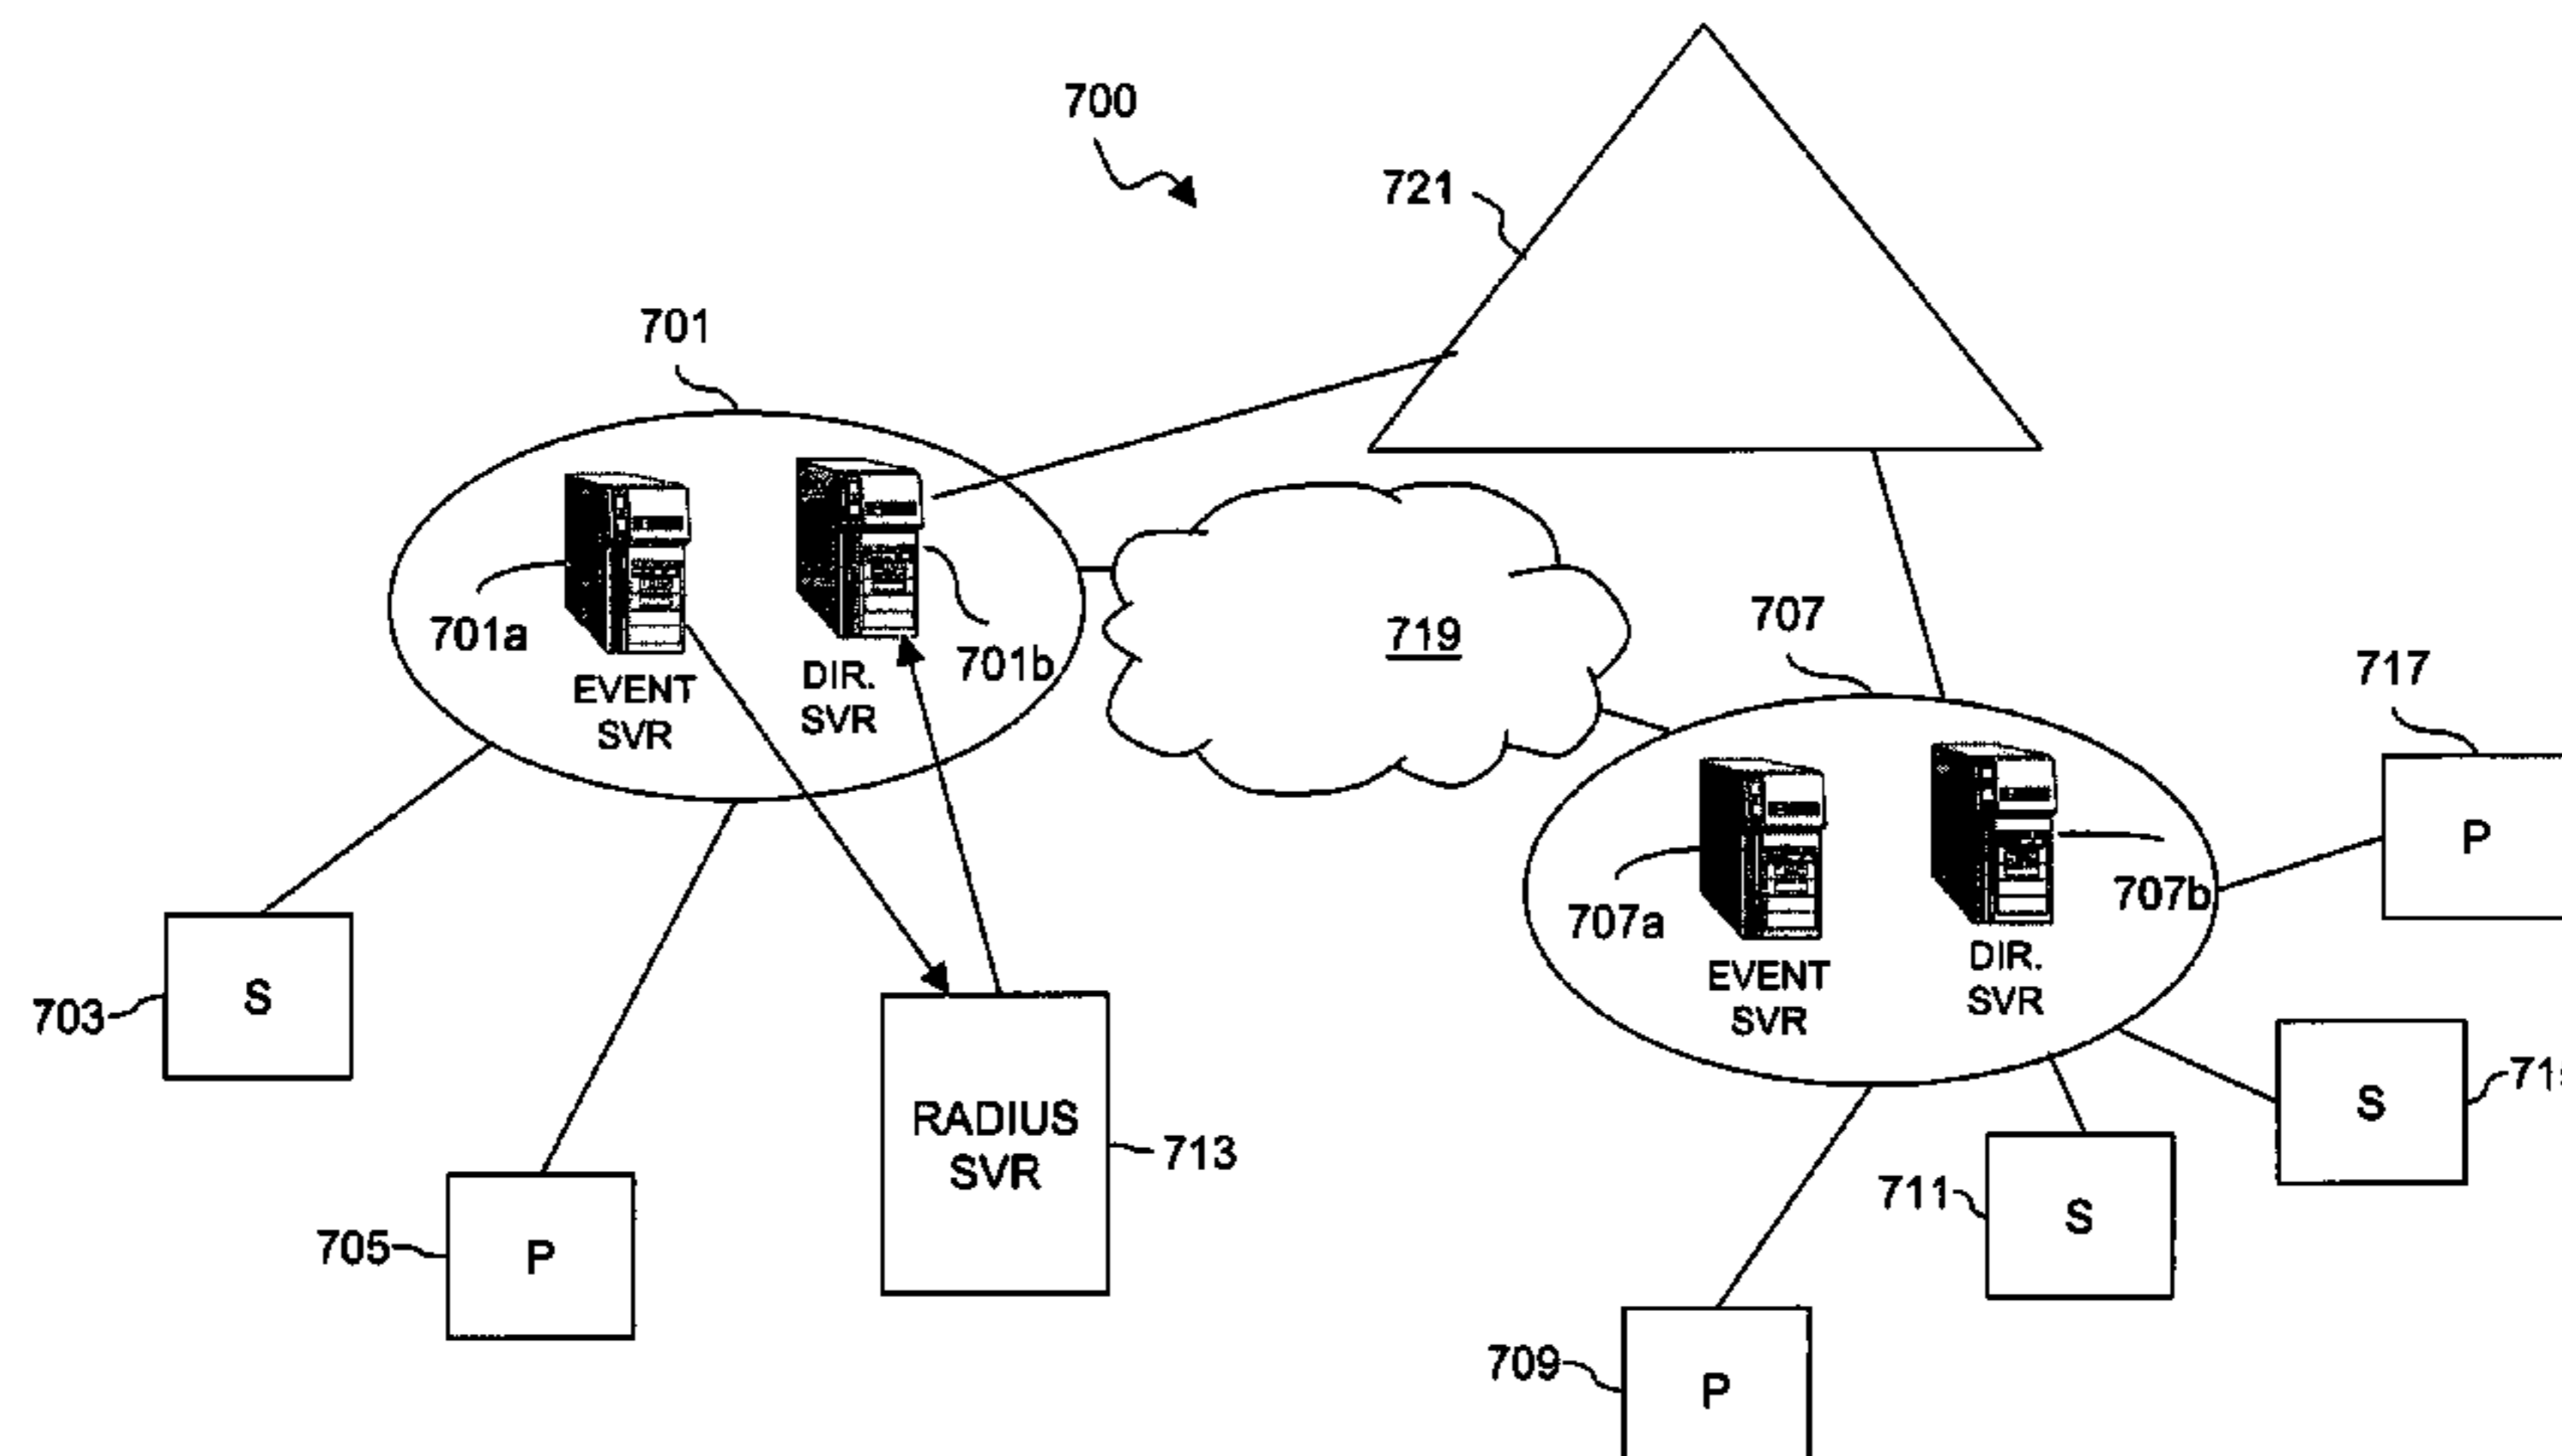 700
721
701
701a
701b
EVENT
SVR
DIR.
SVR
719
707
717
P
707a
707b
EVENT
SVR
DIR.
SVR
703
S
RADIUS
SVR
713
S
711
S
705
P
709
P